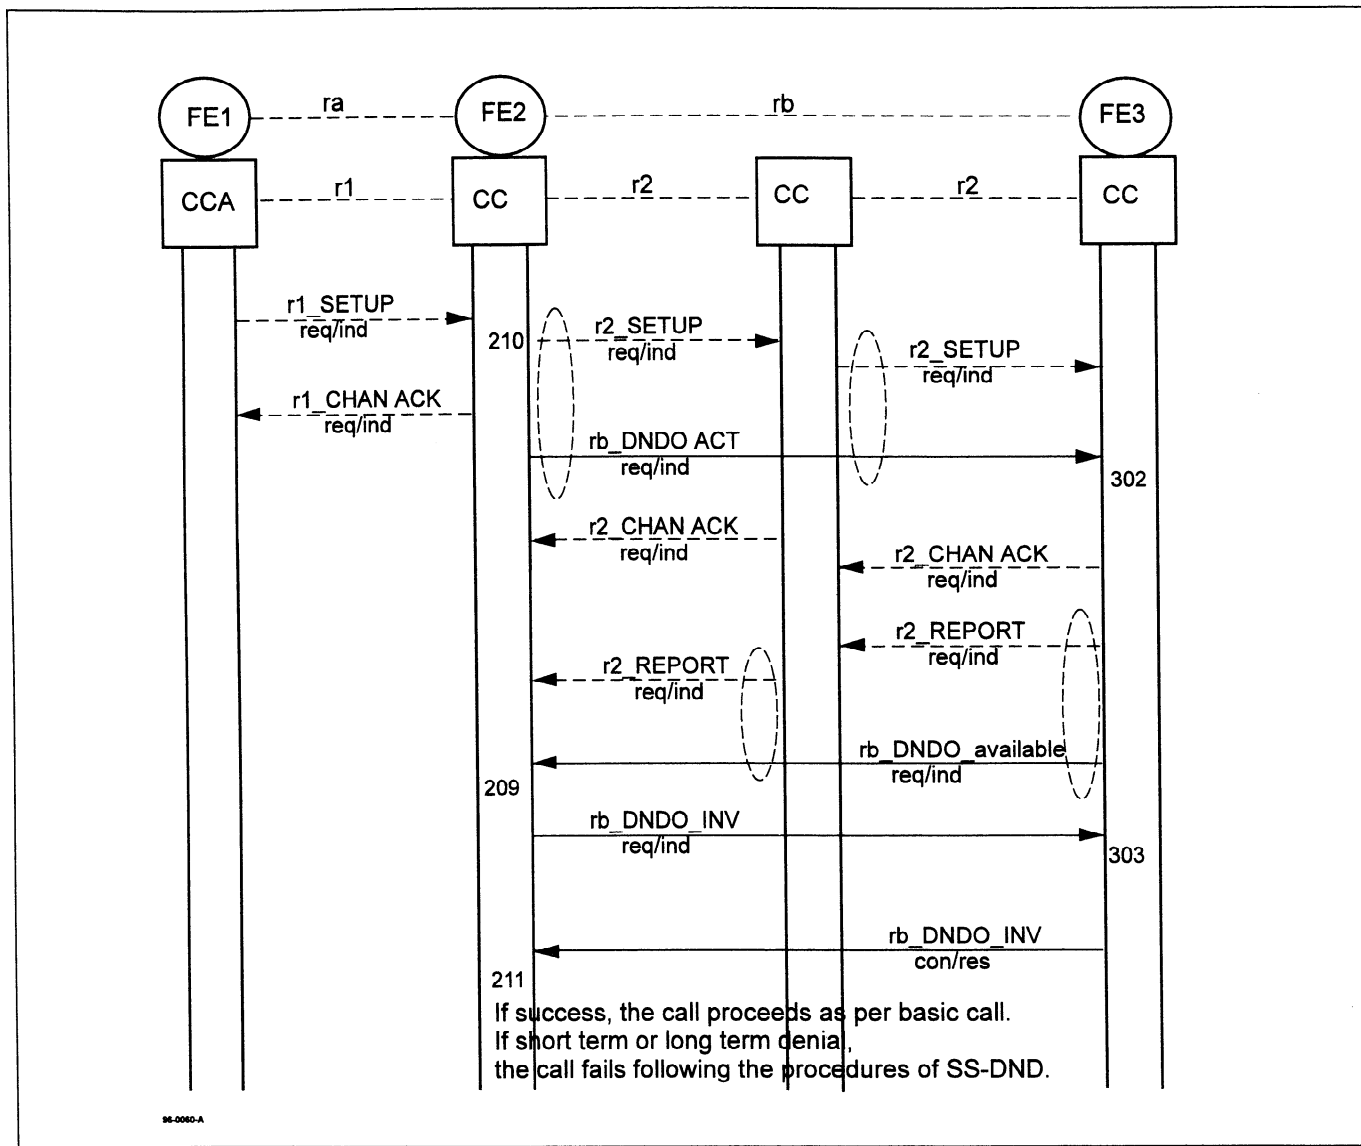 FE1
ra
FE2
rb
FE3
CCA
r1
CC
r2
CC
r2
CC
r1_SETUP
req/ind
210
r2_SETUP
req/ind
r2_SETUP
req/ind
r1_CHAN ACK
req/ind
rb_DNDO ACT
req/ind
302
r2_CHAN ACK
req/ind
r2_CHAN ACK
req/ind
r2_REPORT
req/ind
r2_REPORT
req/ind
rb_DNDO_available
req/ind
209
rb_DNDO_INV
req/ind
303
rb_DNDO_INV
con/res
211
If success, the call proceeds as per basic call.
If short term or long term denial,
the call fails following the procedures of SS-DND.
96-0060-A